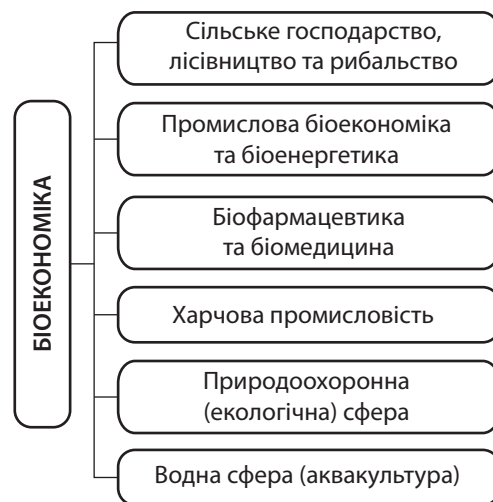 БІОЕКОНОМІКА
Сільське господарство,
лісівництво та рибальство
Промислова біоекономіка
та біоенергетика
Біофармацевтика
та біомедицина
Харчова промисловість
Природоохоронна
(екологічна) сфера
Водна сфера (аквакультура)